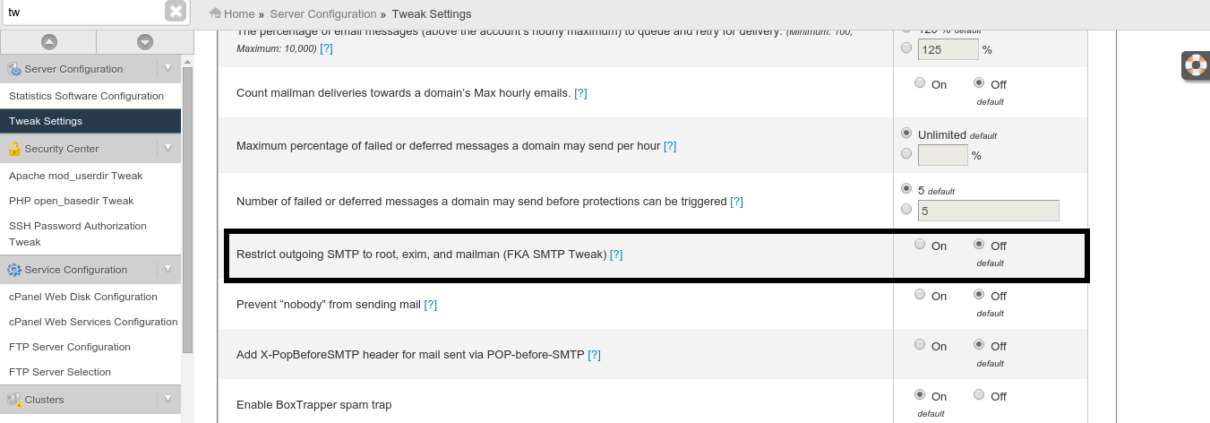 tw
Home » Server Configuration » Tweak Settings
Server Configuration
Statistics Software Configuration
Tweak Settings
Security Center
Apache mod_userdir Tweak
PHP open_basedir Tweak
SSH Password Authorization
Tweak
Service Configuration
cPanel Web Disk Configuration
cPanel Web Services Configuration
FTP Server Configuration
FTP Server Selection
Clusters
The percentage of email messages (above the account's hourly maximum) to queue and retry for delivery. (Minimum: 100,
Maximum: 10,000) [?]
125 % default
125 %
Count mailman deliveries towards a domain's Max hourly emails. [?]
On Off
default
Maximum percentage of failed or deferred messages a domain may send per hour [?]
Unlimited default
%
Number of failed or deferred messages a domain may send before protections can be triggered [?]
5 default
5
Restrict outgoing SMTP to root, exim, and mailman (FKA SMTP Tweak) [?]
On Off
default
Prevent "nobody" from sending mail [?]
On Off
default
Add X-PopBeforeSMTP header for mail sent via POP-before-SMTP [?]
On Off
default
Enable BoxTrapper spam trap
On Off
default